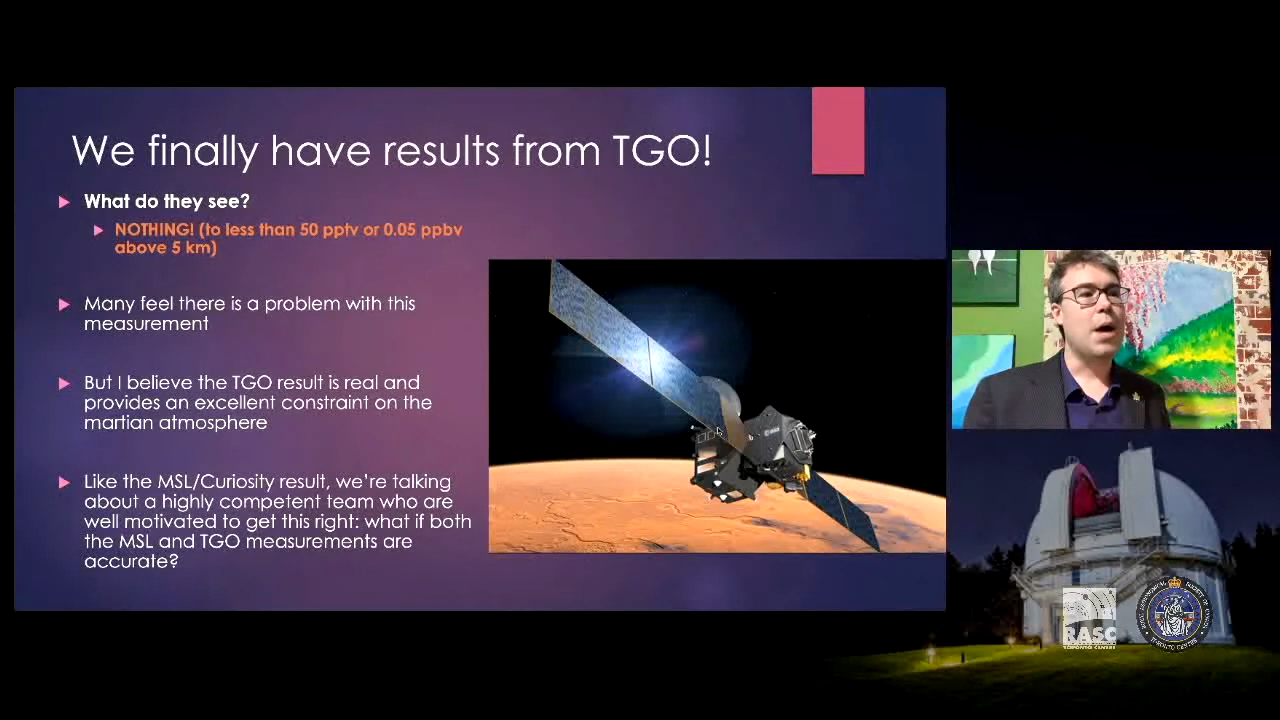 We finally have results from TGO!
What do they see?
NOTHING! (to less than 50 pptv or 0.05 ppbv
above 5 km)
Many feel there is a problem with this
measurement
But I believe the TGO result is real and
provides an excellent constraint on the
martian atmosphere
Like the MSL/Curiosity result, we're talking
about a highly competent team who are
well motivated to get this right: what if both
the MSL and TGO measurements are
accurate?
RASC
TORONTO CENTRE